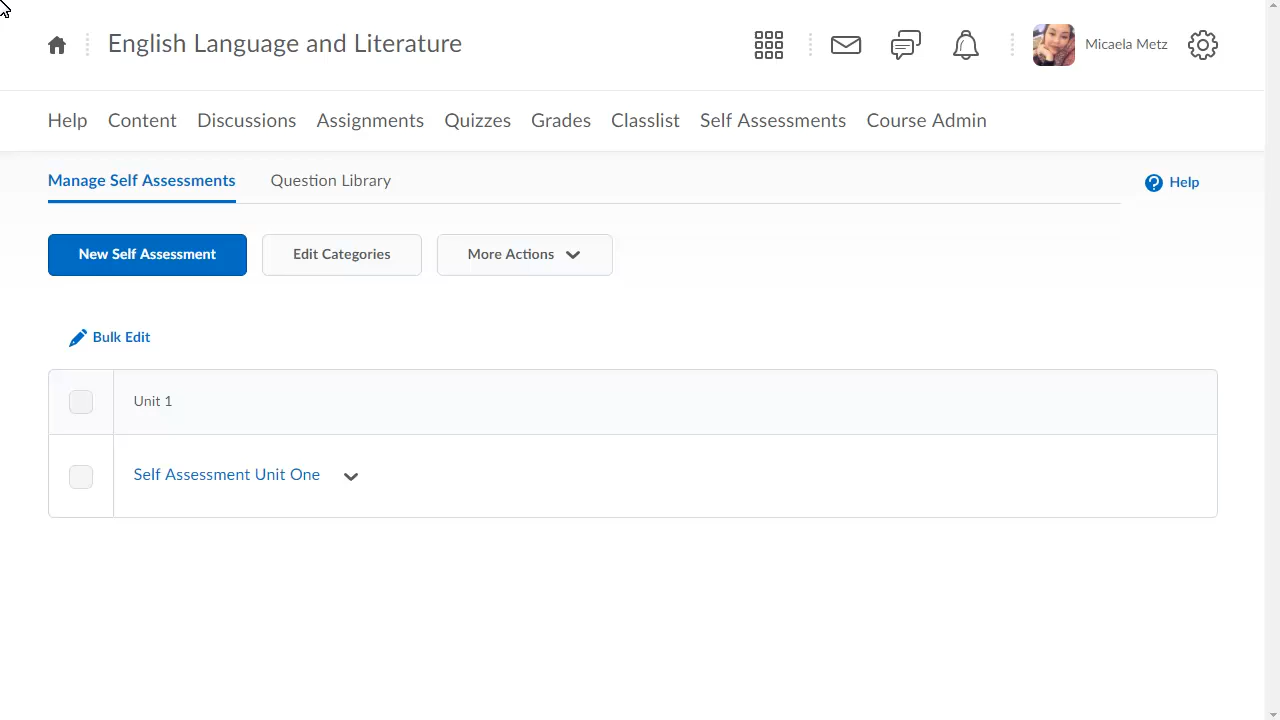 English Language and Literature
Micaela Metz
Help Content Discussions Assignments Quizzes Grades Classlist Self Assessments Course Admin
Manage Self Assessments Question Library
Help
New Self Assessment Edit Categories More Actions
Bulk Edit
Unit 1
Self Assessment Unit One